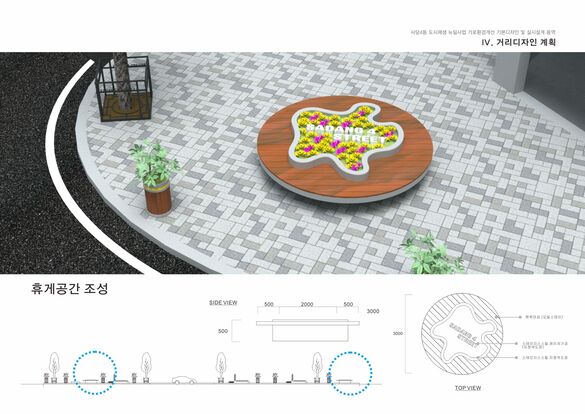 사당4동 도시재생 뉴딜사업 가로환경개선 기본디자인 및 실시설계 용역
IV. 거리디자인 계획
SADANG 4
STREET
휴게공간 조성
SIDE VIEW
500
2000
500
3000
500
3000
SADANG 4
STREET
TOP VIEW